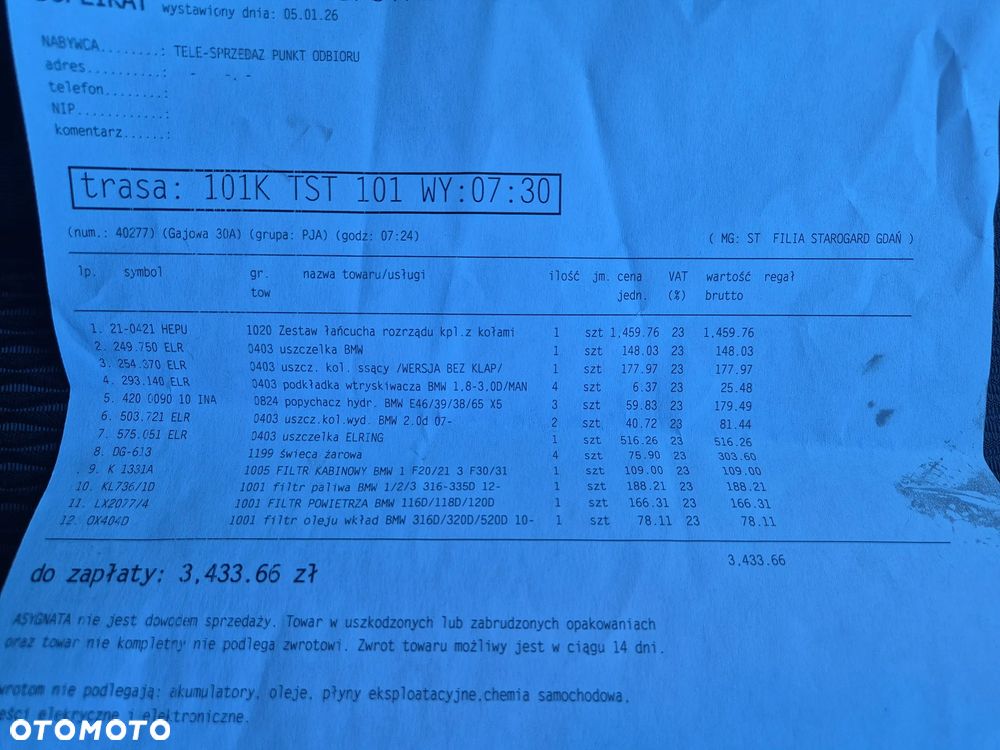 DUPLIKAT wystawiony dnia: 05.01.26
NABYWCA........: TELE-SPRZEDAZ PUNKT ODBIORU
adres..........: - -.-
telefon........:
NIP............:
komentarz......:
trasa: 101K TST 101 WY:07:30
(num.: 40277) (Gajowa 30A) (grupa: PJA) (godz: 07:24) ( MG: ST FILIA STAROGARD GDAŃ )
lp. symbol gr. nazwa towaru/usługi ilość jm. cena VAT wartość regał
tow jedn. (%) brutto
1. 21-0421 HEPU 1020 Zestaw łańcucha rozrządu kpl.z kołami 1 szt 1,459.76 23 1,459.76
2. 249.750 ELR 0403 uszczelka BMW 1 szt 148.03 23 148.03
3. 254.370 ELR 0403 uszcz. kol. ssący /WERSJA BEZ KLAP/ 1 szt 177.97 23 177.97
4. 293.140 ELR 0403 podkładka wtryskiwacza BMW 1.8-3.0D/MAN 4 szt 6.37 23 25.48
5. 420 0090 10 INA 0824 popychacz hydr. BMW E46/39/38/65 X5 3 szt 59.83 23 179.49
6. 503.721 ELR 0403 uszcz.kol.wyd. BMW 2.0d 07- 2 szt 40.72 23 81.44
7. 575.051 ELR 0403 uszczelka ELRING 1 szt 516.26 23 516.26
8. DG-613 1199 świeca żarowa 4 szt 75.90 23 303.60
9. K 1331A 1005 FILTR KABINOWY BMW 1 F20/21 3 F30/31 1 szt 109.00 23 109.00
10. KL736/1D 1001 filtr paliwa BMW 1/2/3 316-335D 12- 1 szt 188.21 23 188.21
11. LX2077/4 1001 FILTR POWIETRZA BMW 116D/118D/120D 1 szt 166.31 23 166.31
12. OX404D 1001 filtr oleju wkład BMW 316D/320D/520D 10- 1 szt 78.11 23 78.11
3,433.66
do zapłaty: 3,433.66 zł
ASYGNATA nie jest dowodem sprzedaży. Towar w uszkodzonych lub zabrudzonych opakowaniach
oraz towar nie kompletny nie podlega zwrotowi. Zwrot towaru możliwy jest w ciągu 14 dni.
zwrotom nie podlegają: akumulatory, oleje, płyny eksploatacyjne,chemia samochodowa,
elektryczne i elektroniczne.
OTOMOTO